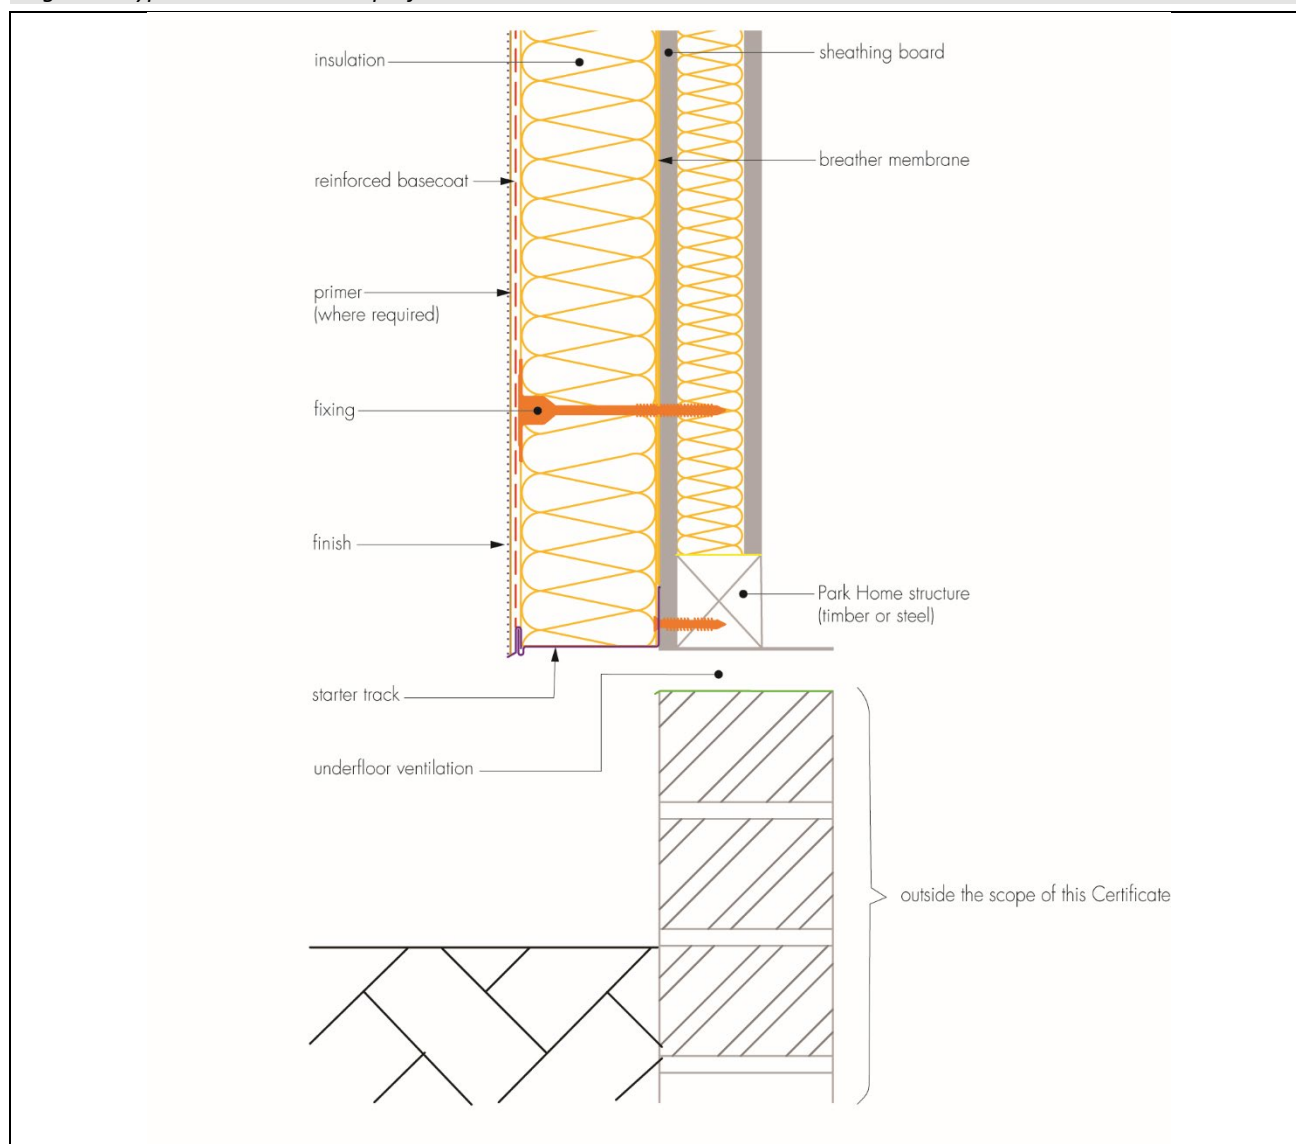 insulation
sheathing board
breather membrane
reinforced basecoat
primer
(where required)
fixing
finish
Park Home structure
(timber or steel)
starter track
underfloor ventilation
outside the scope of this Certificate